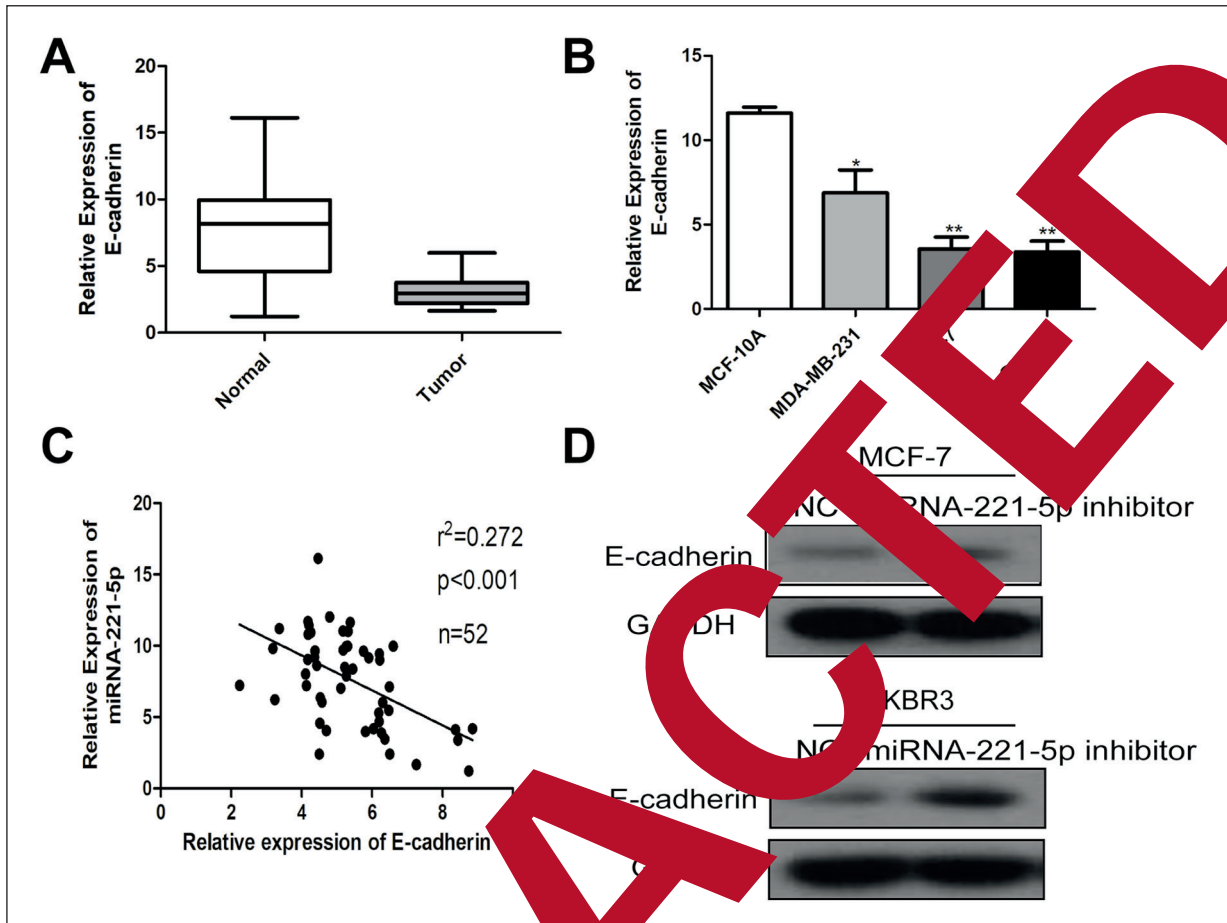 A
Relative Expression of
E-cadherin
20
15
10
5
0
Normal
Tumor
B
Relative Expression of
E-cadherin
15
10
5
0
*
**
**
MCF-10A
MDA-MB-231
C
Relative Expression of
miRNA-221-5p
20
15
10
5
0
0
2
4
6
8
Relative expression of E-cadherin
r²=0.272
p<0.001
n=52
D
MCF-7
NC RNA-221-5p inhibitor
E-cadherin
G DH
KBR3
NC miRNA-221-5p inhibitor
E-cadherin
ACTED